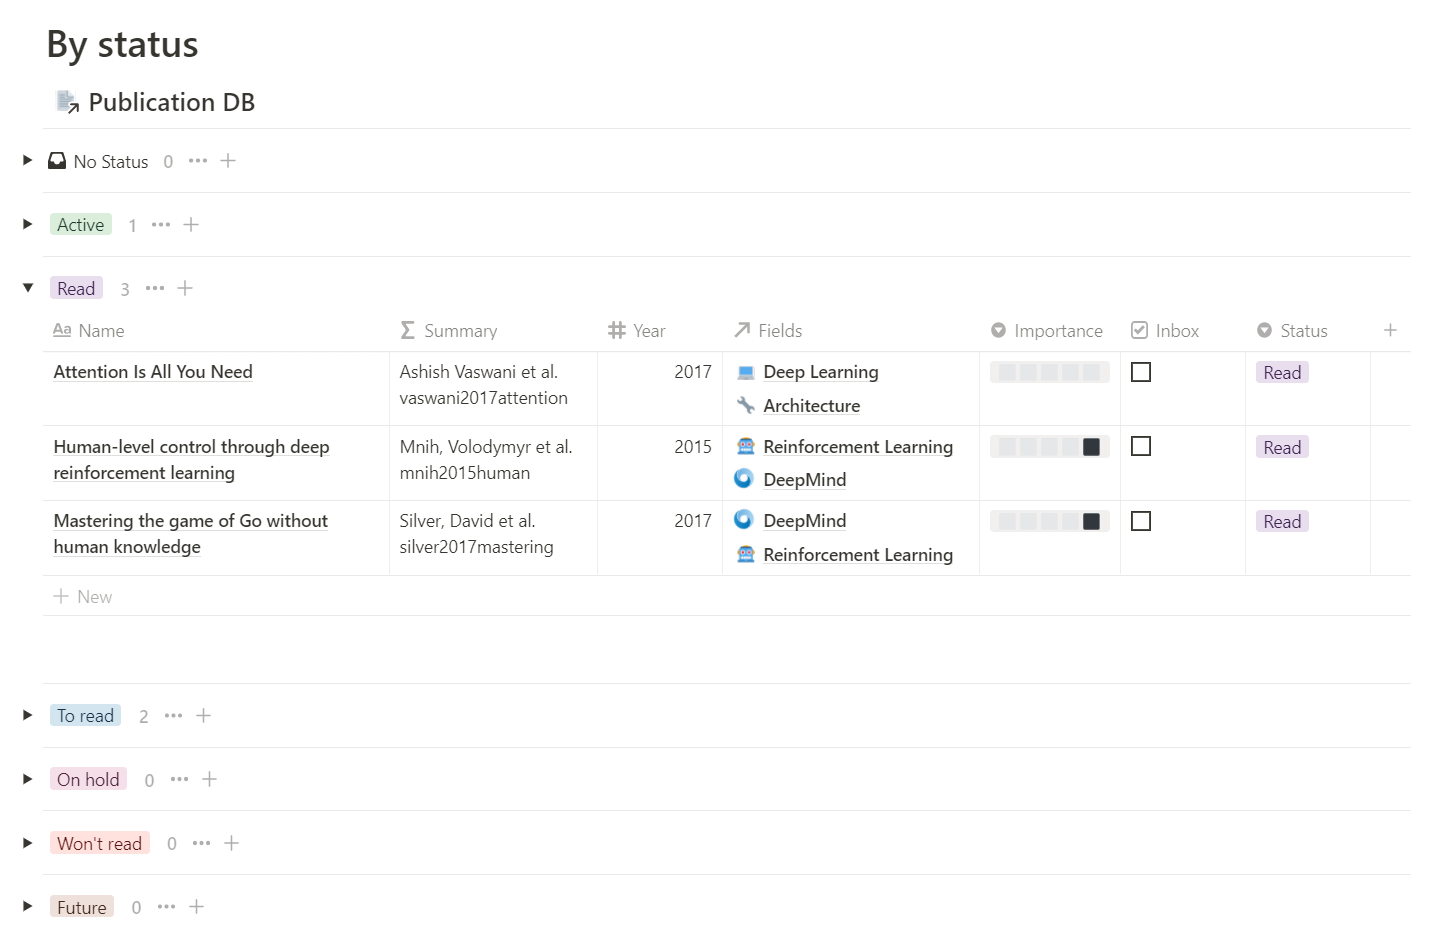 By status
Publication DB
No Status 0
Active 1
Read 3
Aa Name Summary Year Fields Importance Inbox Status
Attention Is All You Need Ashish Vaswani et al. 2017 Deep Learning Read
vaswani2017attention Architecture
Human-level control through deep Mnih, Volodymyr et al. 2015 Reinforcement Learning Read
reinforcement learning mnih2015human DeepMind
Mastering the game of Go without Silver, David et al. 2017 DeepMind Read
human knowledge silver2017mastering Reinforcement Learning
New
To read 2
On hold 0
Won't read 0
Future 0